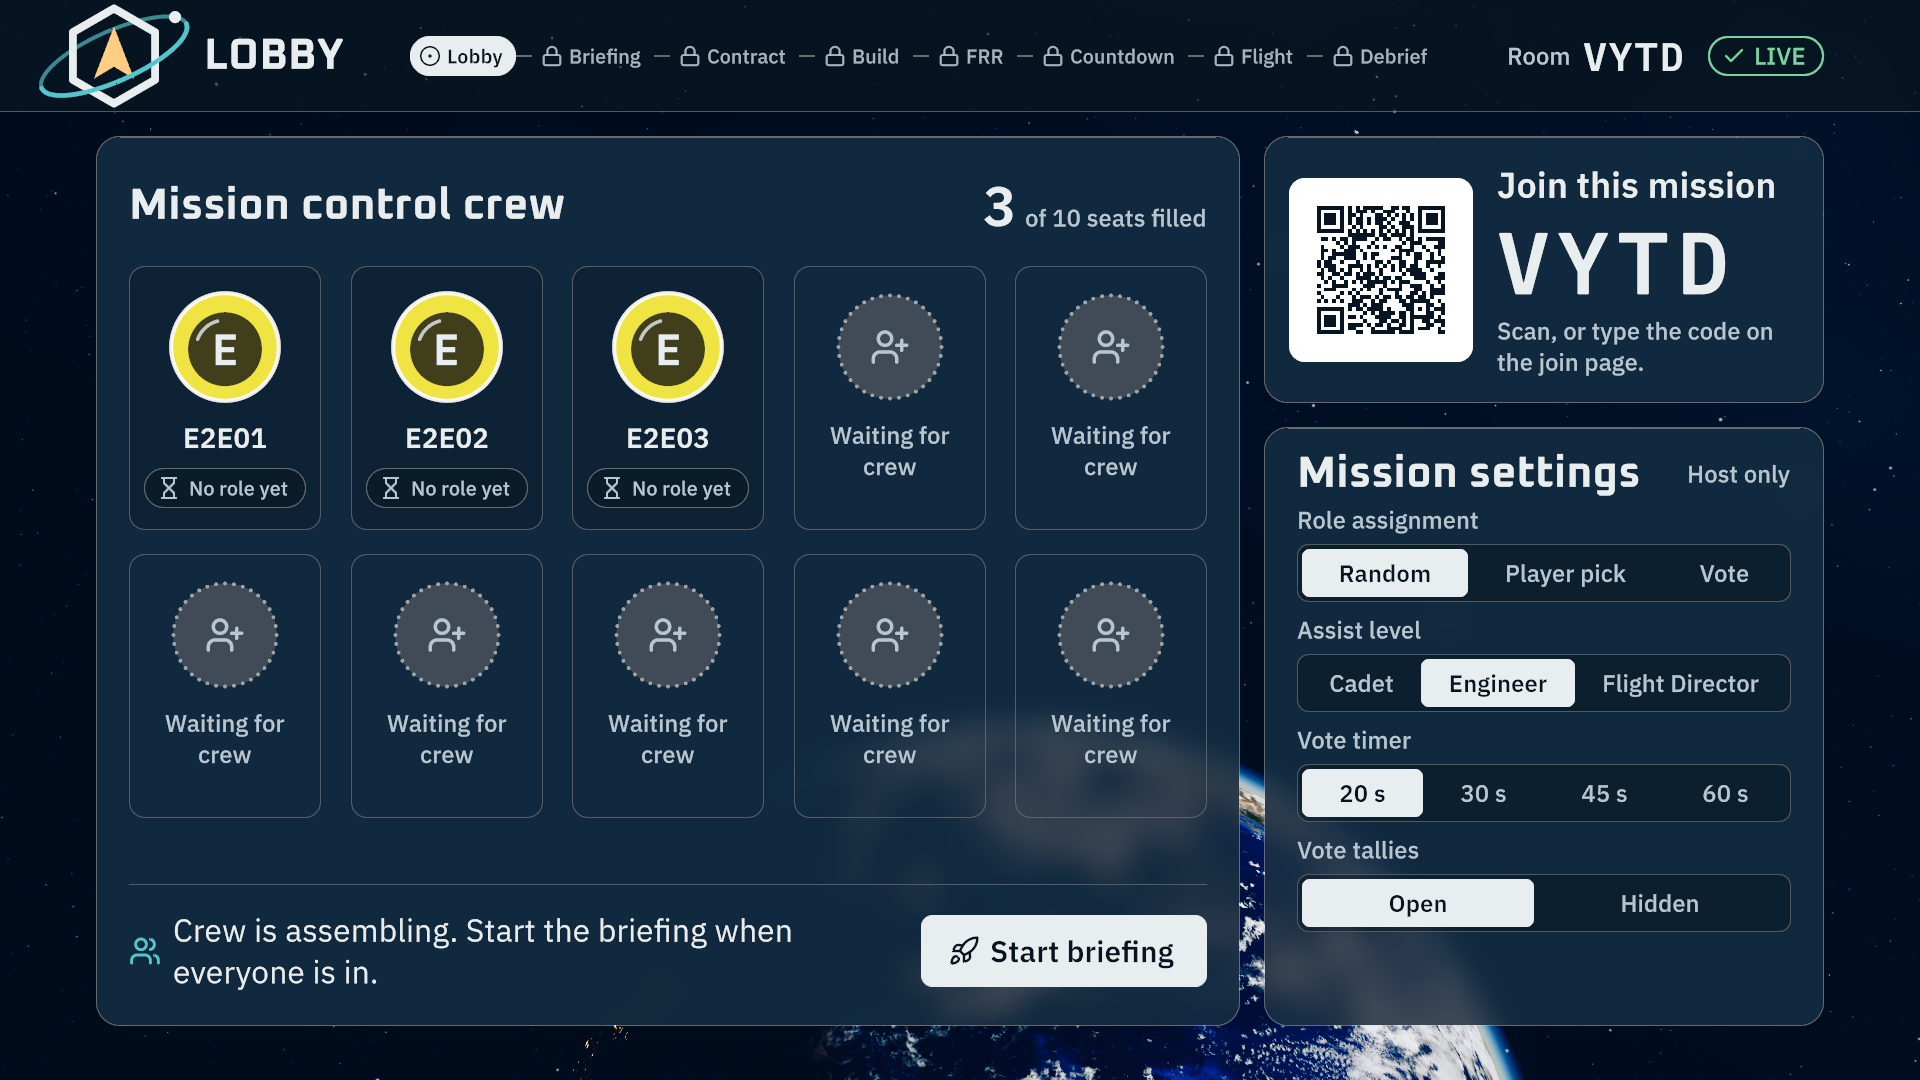 LOBBY
Lobby
Briefing
Contract
Build
FRR
Countdown
Flight
Debrief
Room VYTD
LIVE
Mission control crew
3 of 10 seats filled
E
E2E01
No role yet
E
E2E02
No role yet
E
E2E03
No role yet
Waiting for
crew
Waiting for
crew
Waiting for
crew
Waiting for
crew
Waiting for
crew
Waiting for
crew
Waiting for
crew
Crew is assembling. Start the briefing when
everyone is in.
Start briefing
Join this mission
VYTD
Scan, or type the code on
the join page.
Mission settings
Host only
Role assignment
Random
Player pick
Vote
Assist level
Cadet
Engineer
Flight Director
Vote timer
20 s
30 s
45 s
60 s
Vote tallies
Open
Hidden